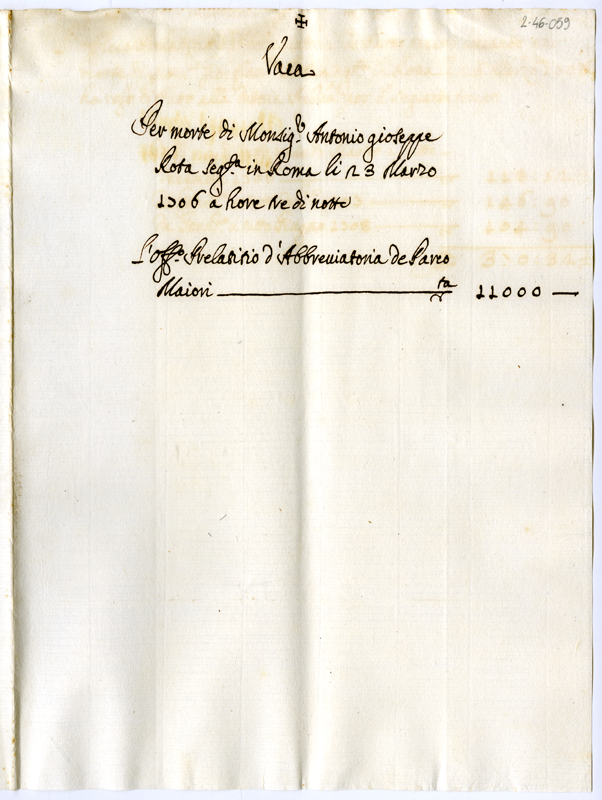 2-46-059
✠
Vaca
Per morte di Monsig.r Antonio gioseppe
Rota seg.ta in Roma li 23 Marzo
1706 à hore tre di notte
L'off.o Prelatitio d'Abbreviatoria de Parco
Maiori ta 11000 —